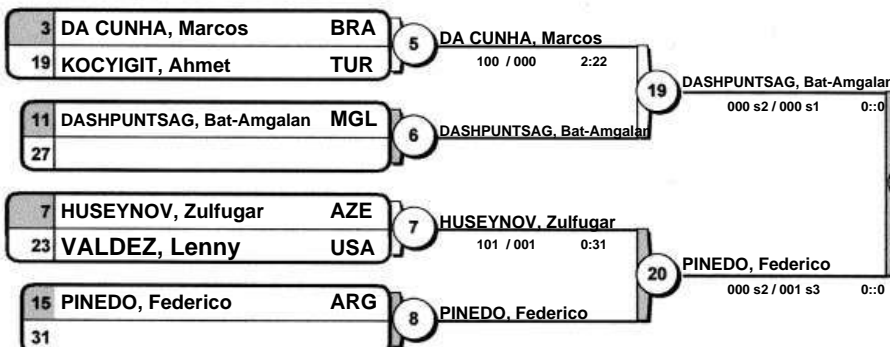 3 DA CUNHA, Marcos BRA
19 KOCYIGIT, Ahmet TUR
5
DA CUNHA, Marcos
100 / 000 2:22
11 DASHPUNTSAG, Bat-Amgalan MGL
27
6
DASHPUNTSAG, Bat-Amgalan
19
DASHPUNTSAG, Bat-Amgalan
000 s2 / 000 s1 0::0
7 HUSEYNOV, Zulfugar AZE
23 VALDEZ, Lenny USA
7
HUSEYNOV, Zulfugar
101 / 001 0:31
15 PINEDO, Federico ARG
31
8
PINEDO, Federico
20
PINEDO, Federico
000 s2 / 001 s3 0::0